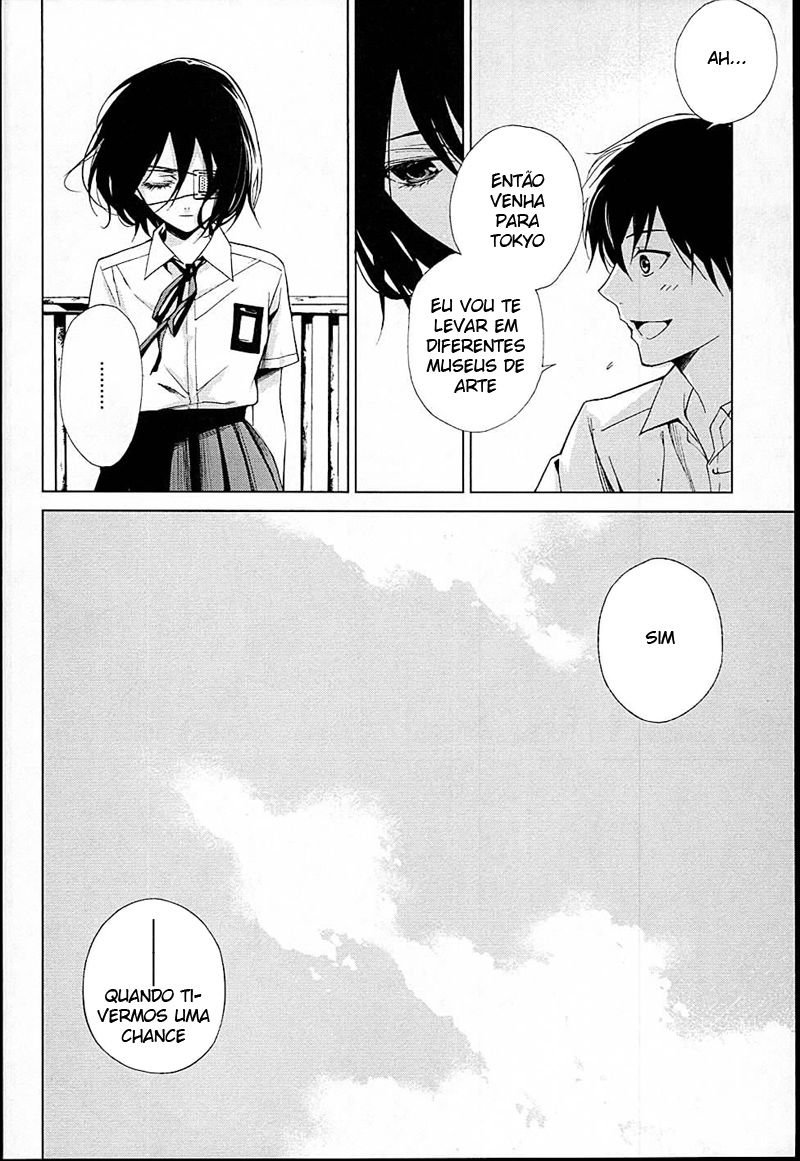 AH...
ENTÃO
VENHA
PARA
TOKYO
EU VOU TE
LEVAR EM
DIFERENTES
MUSEUS DE
ARTE
.........
SIM
QUANDO TI-
VERMOS UMA
CHANCE